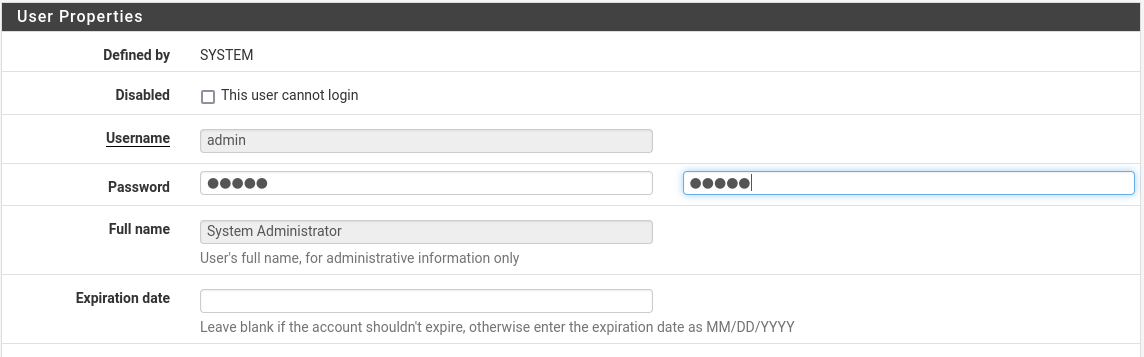 User Properties
Defined by SYSTEM
Disabled This user cannot login
Username admin
Password ●●●●● ●●●●●
Full name System Administrator
User's full name, for administrative information only
Expiration date
Leave blank if the account shouldn't expire, otherwise enter the expiration date as MM/DD/YYYY